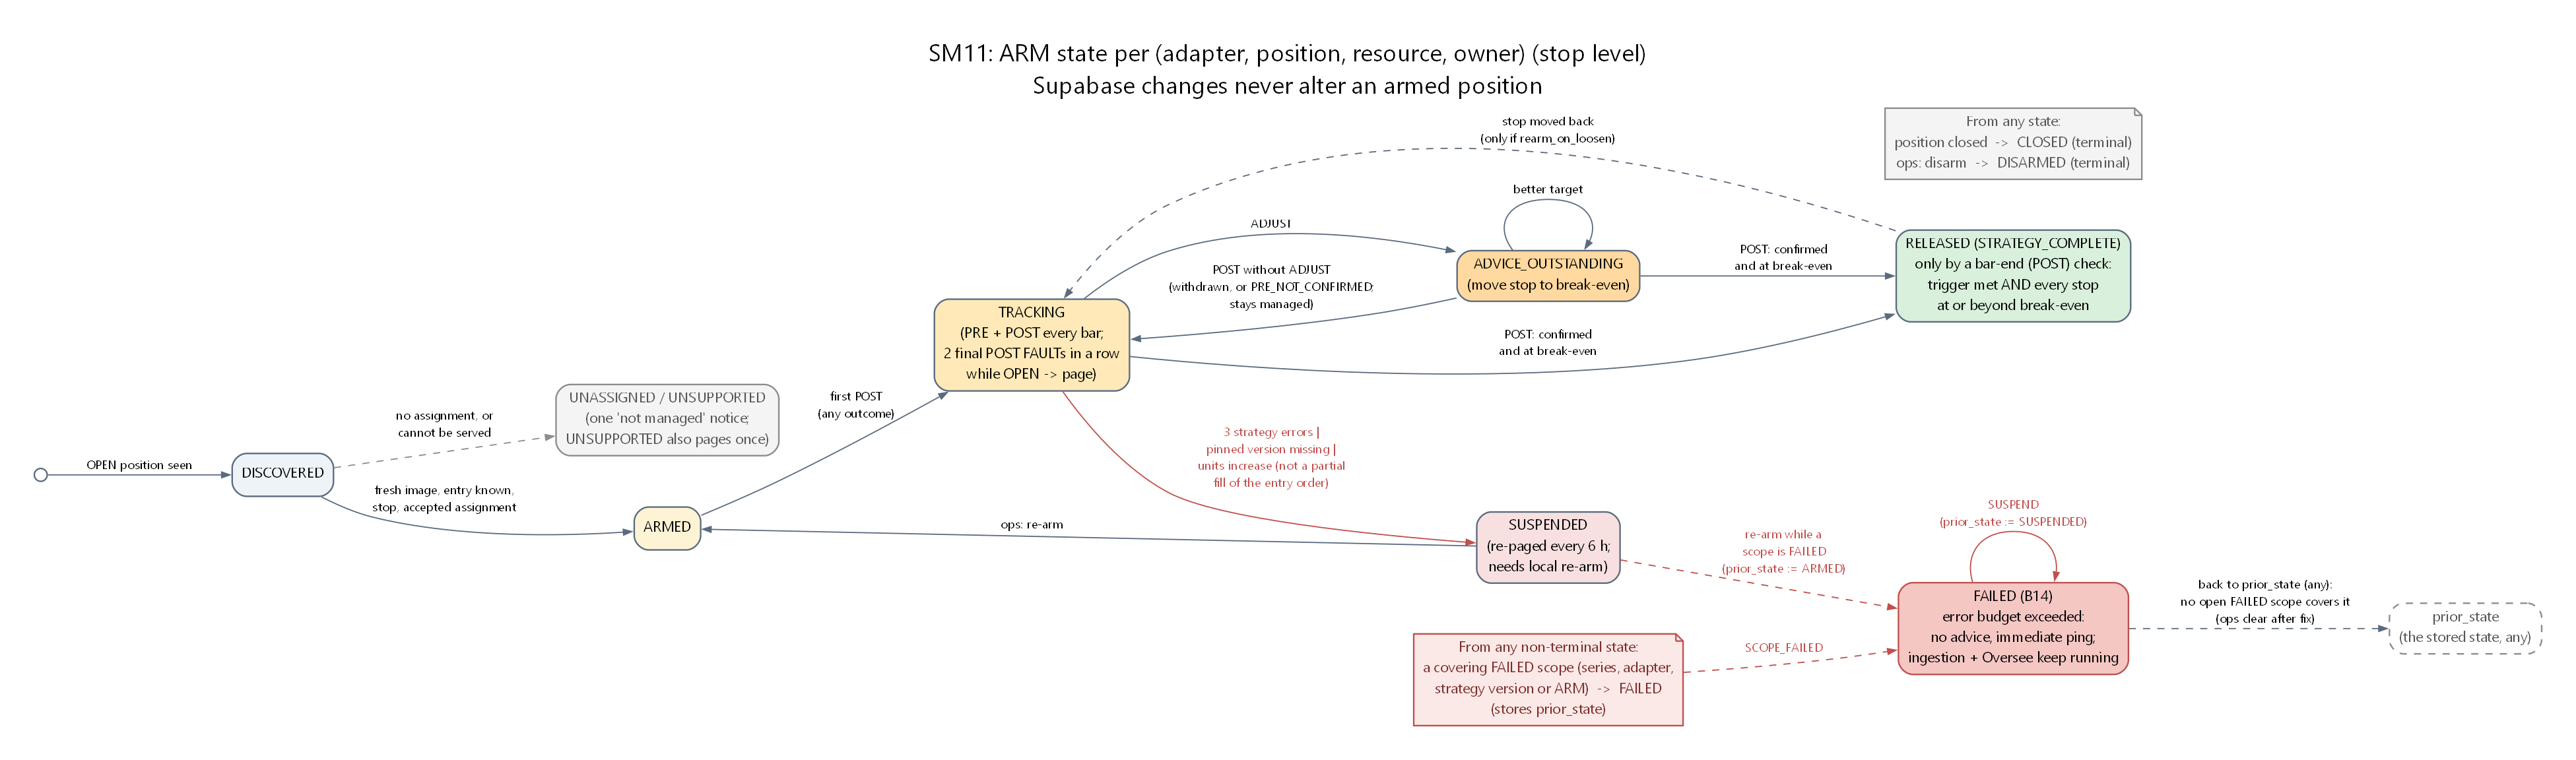 SM11: ARM state per (adapter, position, resource, owner) (stop level)
Supabase changes never alter an armed position
From any state:
position closed -> CLOSED (terminal)
ops: disarm -> DISARMED (terminal)
stop moved back
(only if rearm_on_loosen)
better target
ADJUST
ADVICE_OUTSTANDING
(move stop to break-even)
POST: confirmed
and at break-even
RELEASED (STRATEGY_COMPLETE)
only by a bar-end (POST) check:
trigger met AND every stop
at or beyond break-even
POST without ADJUST
(withdrawn, or PRE_NOT_CONFIRMED;
stays managed)
TRACKING
(PRE + POST every bar;
2 final POST FAULTs in a row
while OPEN -> page)
POST: confirmed
and at break-even
UNASSIGNED / UNSUPPORTED
(one 'not managed' notice;
UNSUPPORTED also pages once)
first POST
(any outcome)
no assignment, or
cannot be served
3 strategy errors |
pinned version missing |
units increase (not a partial
fill of the entry order)
OPEN position seen
DISCOVERED
fresh image, entry known,
stop, accepted assignment
ARMED
ops: re-arm
SUSPENDED
(re-paged every 6 h;
needs local re-arm)
re-arm while a
scope is FAILED
(prior_state := ARMED)
SUSPEND
(prior_state := SUSPENDED)
FAILED (B14)
error budget exceeded:
no advice, immediate ping;
ingestion + Oversee keep running
back to prior_state (any):
no open FAILED scope covers it
(ops clear after fix)
prior_state
(the stored state, any)
From any non-terminal state:
a covering FAILED scope (series, adapter,
strategy version or ARM) -> FAILED
(stores prior_state)
SCOPE_FAILED